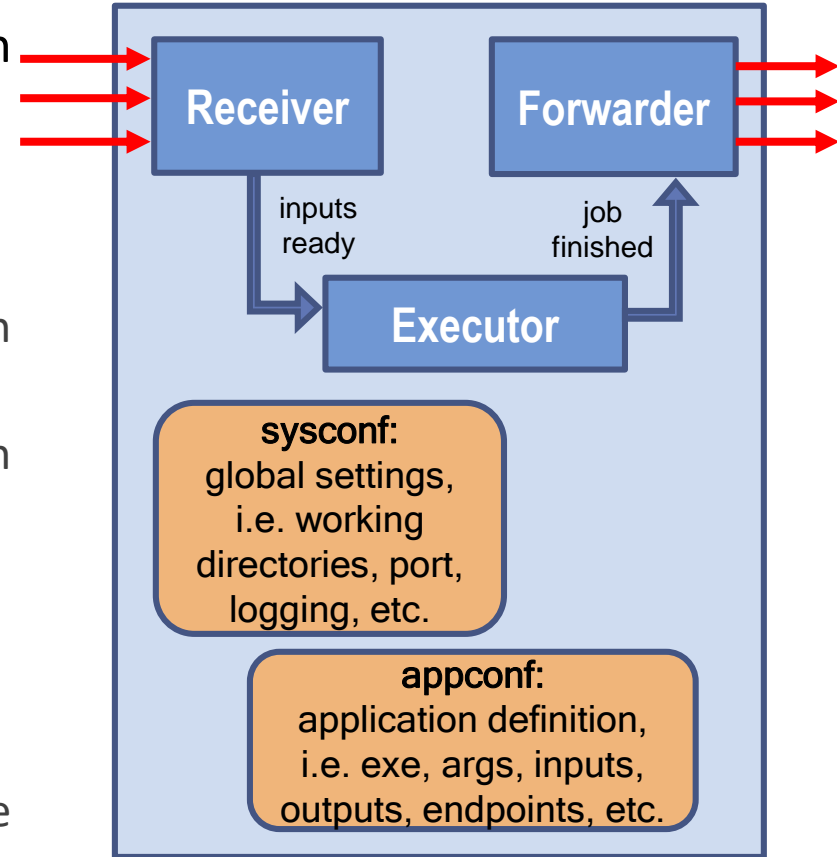 n
Receiver
Forwarder
inputs
ready
job
finished
Executor
n
n
sysconf:
global settings,
i.e. working
directories, port,
logging, etc.
appconf:
application definition,
i.e. exe, args, inputs,
outputs, endpoints, etc.
e